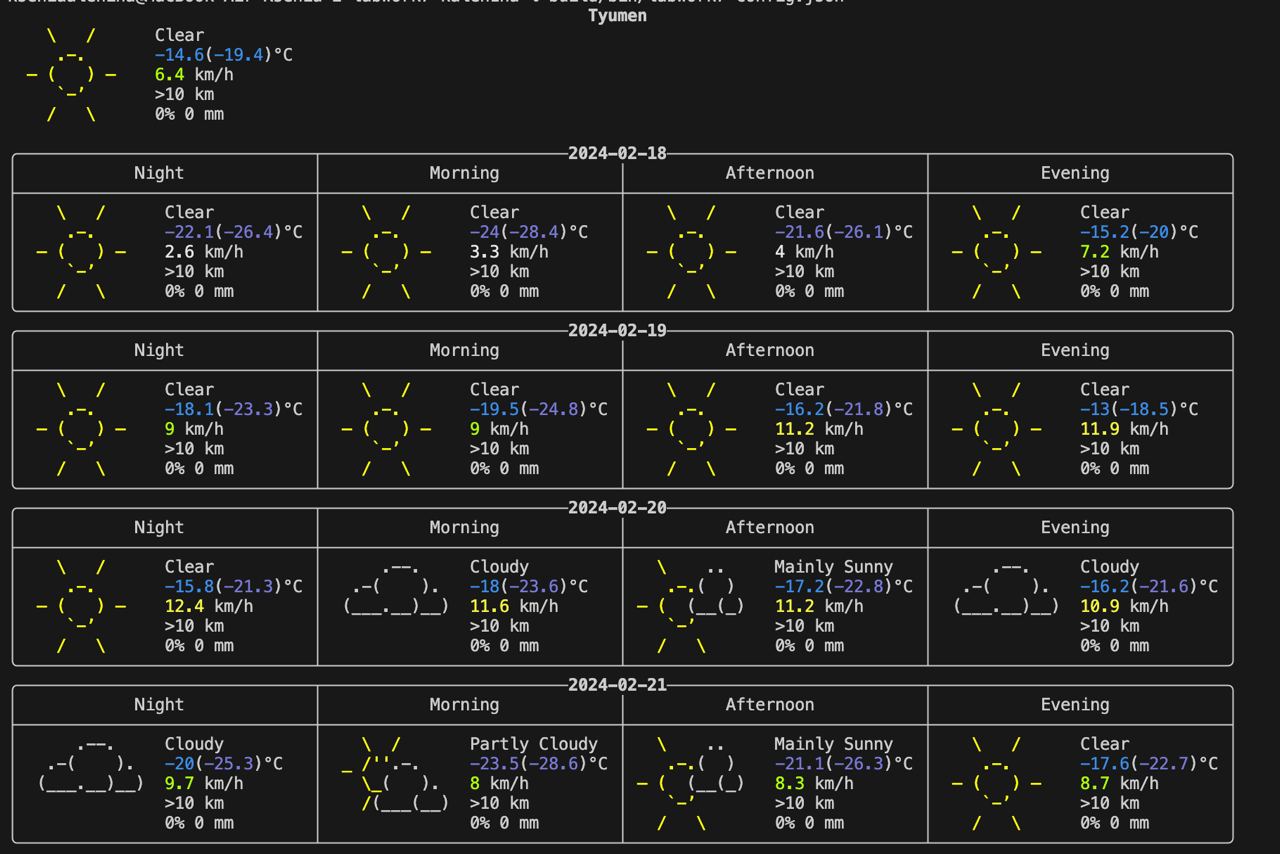 Tyumen
Clear
-14.6(-19.4)°C
6.4 km/h
>10 km
0% 0 mm
2024-02-18
Night Morning Afternoon Evening
Clear Clear Clear Clear
-22.1(-26.4)°C -24(-28.4)°C -21.6(-26.1)°C -15.2(-20)°C
2.6 km/h 3.3 km/h 4 km/h 7.2 km/h
>10 km >10 km >10 km >10 km
0% 0 mm 0% 0 mm 0% 0 mm 0% 0 mm
2024-02-19
Night Morning Afternoon Evening
Clear Clear Clear Clear
-18.1(-23.3)°C -19.5(-24.8)°C -16.2(-21.8)°C -13(-18.5)°C
9 km/h 9 km/h 11.2 km/h 11.9 km/h
>10 km >10 km >10 km >10 km
0% 0 mm 0% 0 mm 0% 0 mm 0% 0 mm
2024-02-20
Night Morning Afternoon Evening
Clear Cloudy Mainly Sunny Cloudy
-15.8(-21.3)°C -18(-23.6)°C -17.2(-22.8)°C -16.2(-21.6)°C
12.4 km/h 11.6 km/h 11.2 km/h 10.9 km/h
>10 km >10 km >10 km >10 km
0% 0 mm 0% 0 mm 0% 0 mm 0% 0 mm
2024-02-21
Night Morning Afternoon Evening
Cloudy Partly Cloudy Mainly Sunny Clear
-20(-25.3)°C -23.5(-28.6)°C -21.1(-26.3)°C -17.6(-22.7)°C
9.7 km/h 8 km/h 8.3 km/h 8.7 km/h
>10 km >10 km >10 km >10 km
0% 0 mm 0% 0 mm 0% 0 mm 0% 0 mm